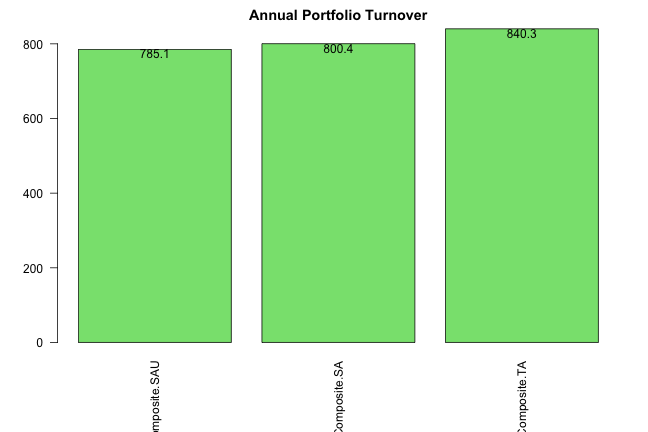 Annual Portfolio Turnover
800
600
400
200
0
785.1
800.4
840.3
mposite.SAU
Composite.SA
Composite.TA